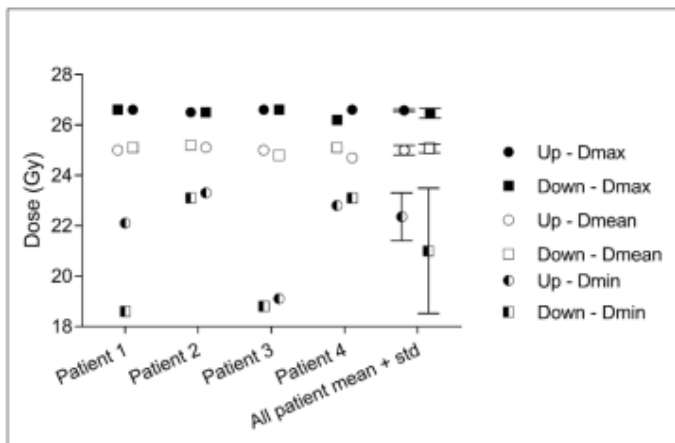 28
26
24
22
20
18
Dose (Gy)
Patient 1
Patient 2
Patient 3
Patient 4
All patient mean + std
Up - Dmax
Down - Dmax
Up - Dmean
Down - Dmean
Up - Dmin
Down - Dmin